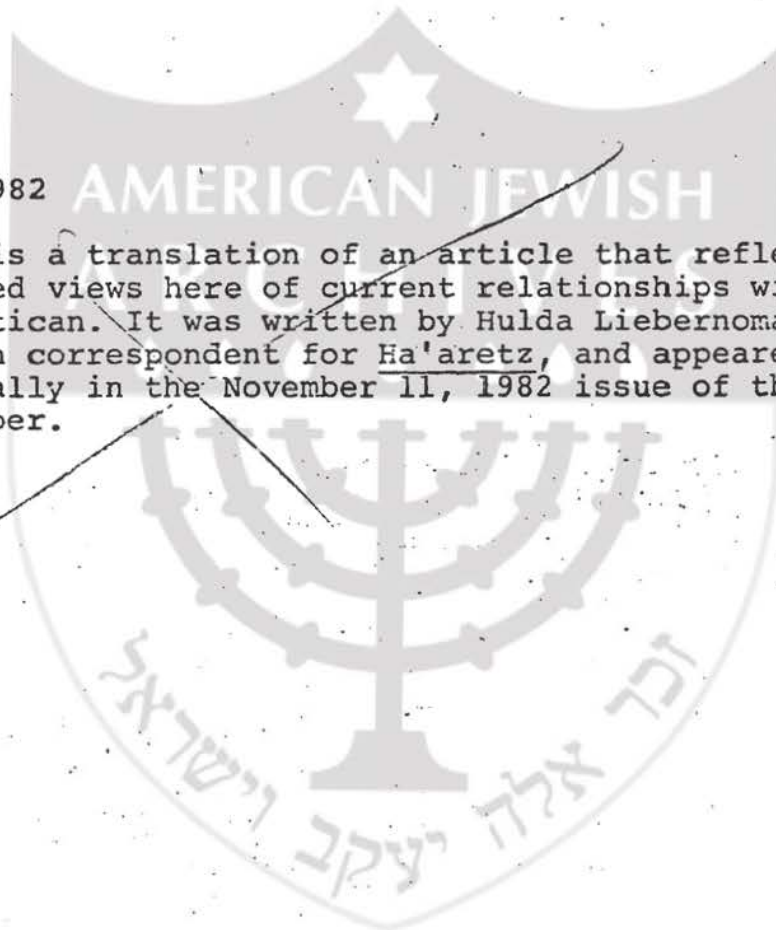 982
AMERICAN JEWISH
ARCHIVES
is a translation of an article that refle
ed views here of current relationships wi
tican. It was written by Hulda Liebernoma
n correspondent for Ha'aretz, and appeare
ally in the November 11, 1982 issue of th
per.
זכר אלה יעקב וישראל